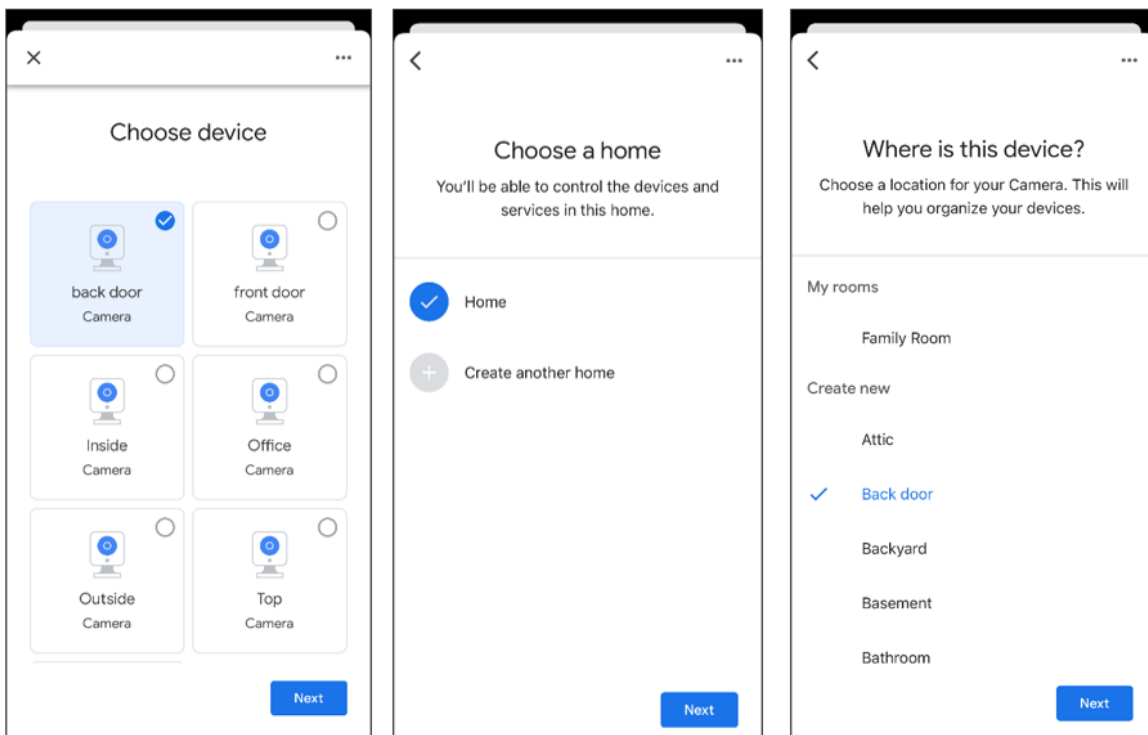 Choose device
back door
Camera
front door
Camera
Inside
Camera
Office
Camera
Outside
Camera
Top
Camera
Next
Choose a home
You'll be able to control the devices and
services in this home.
Home
Create another home
Next
Where is this device?
Choose a location for your Camera. This will
help you organize your devices.
My rooms
Family Room
Create new
Attic
Back door
Backyard
Basement
Bathroom
Next